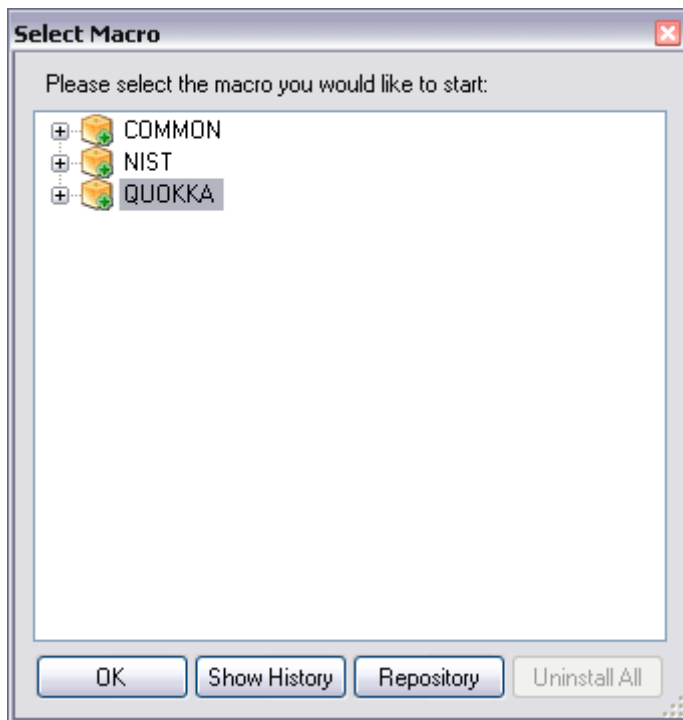 Select Macro
Please select the macro you would like to start:
COMMON
NIST
QUOKKA
OK Show History Repository Uninstall All